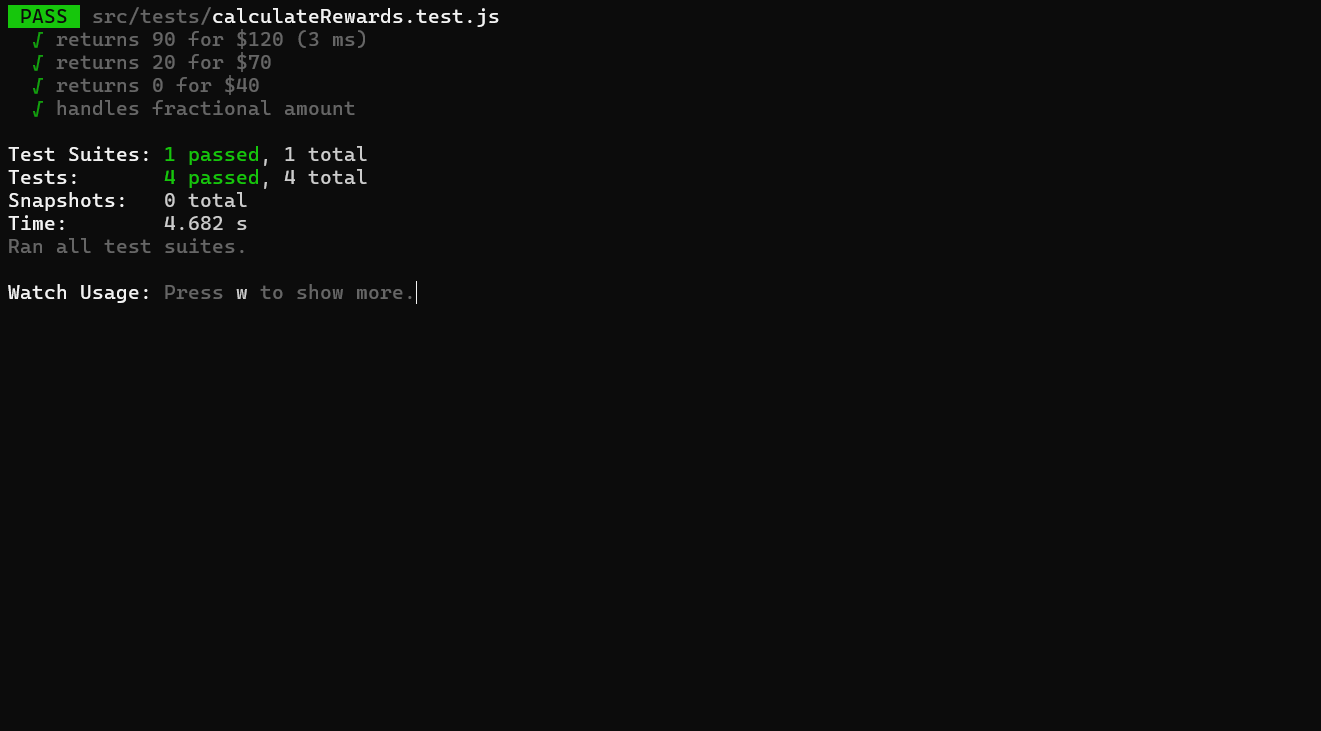 PASS src/tests/calculateRewards.test.js
√ returns 90 for $120 (3 ms)
√ returns 20 for $70
√ returns 0 for $40
√ handles fractional amount
Test Suites: 1 passed, 1 total
Tests: 4 passed, 4 total
Snapshots: 0 total
Time: 4.682 s
Ran all test suites.
Watch Usage: Press w to show more.